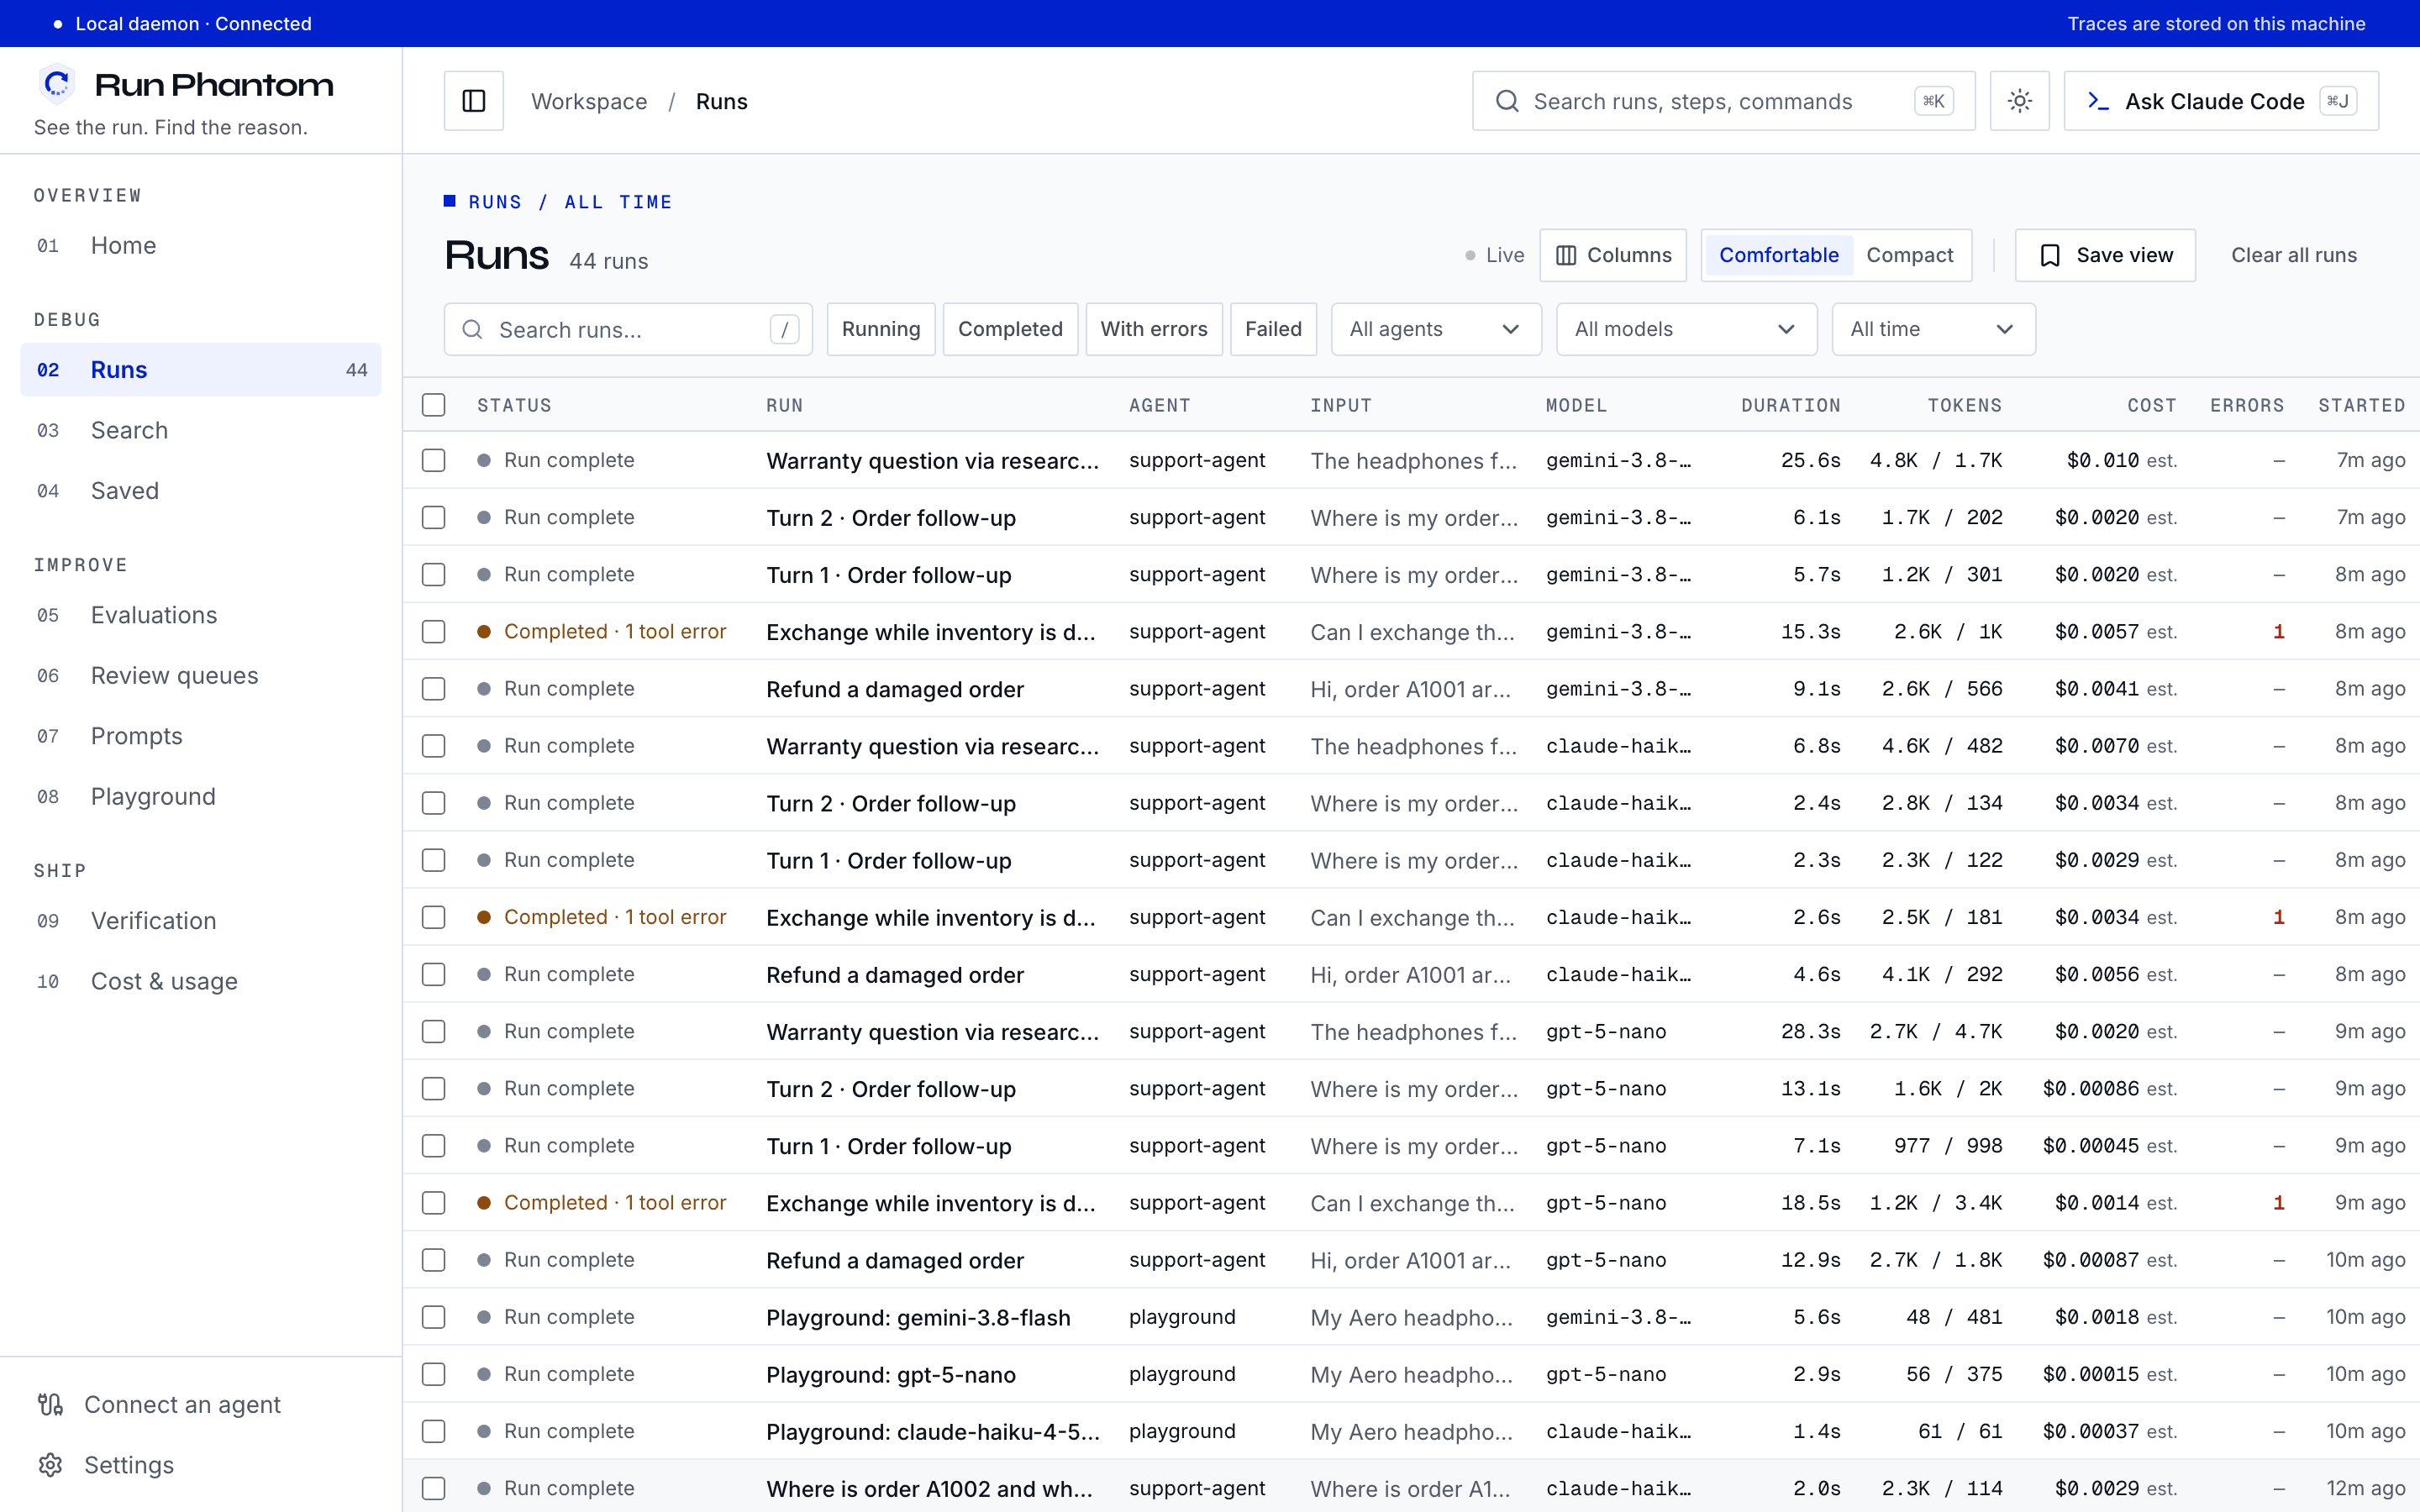 Local daemon · Connected
Traces are stored on this machine
Run Phantom
See the run. Find the reason.
Workspace / Runs
Search runs, steps, commands ⌘K
Ask Claude Code ⌘J
OVERVIEW
01 Home
DEBUG
02 Runs 44
03 Search
04 Saved
IMPROVE
05 Evaluations
06 Review queues
07 Prompts
08 Playground
SHIP
09 Verification
10 Cost & usage
Connect an agent
Settings
RUNS / ALL TIME
Runs 44 runs
Live Columns Comfortable Compact Save view Clear all runs
Search runs... / Running Completed With errors Failed All agents All models All time
STATUS RUN AGENT INPUT MODEL DURATION TOKENS COST ERRORS STARTED
Run complete Warranty question via researc... support-agent The headphones f... gemini-3.8-... 25.6s 4.8K / 1.7K $0.010 est. – 7m ago
Run complete Turn 2 · Order follow-up support-agent Where is my order... gemini-3.8-... 6.1s 1.7K / 202 $0.0020 est. – 7m ago
Run complete Turn 1 · Order follow-up support-agent Where is my order... gemini-3.8-... 5.7s 1.2K / 301 $0.0020 est. – 8m ago
Completed · 1 tool error Exchange while inventory is d... support-agent Can I exchange th... gemini-3.8-... 15.3s 2.6K / 1K $0.0057 est. 1 8m ago
Run complete Refund a damaged order support-agent Hi, order A1001 ar... gemini-3.8-... 9.1s 2.6K / 566 $0.0041 est. – 8m ago
Run complete Warranty question via researc... support-agent The headphones f... claude-haik... 6.8s 4.6K / 482 $0.0070 est. – 8m ago
Run complete Turn 2 · Order follow-up support-agent Where is my order... claude-haik... 2.4s 2.8K / 134 $0.0034 est. – 8m ago
Run complete Turn 1 · Order follow-up support-agent Where is my order... claude-haik... 2.3s 2.3K / 122 $0.0029 est. – 8m ago
Completed · 1 tool error Exchange while inventory is d... support-agent Can I exchange th... claude-haik... 2.6s 2.5K / 181 $0.0034 est. 1 8m ago
Run complete Refund a damaged order support-agent Hi, order A1001 ar... claude-haik... 4.6s 4.1K / 292 $0.0056 est. – 8m ago
Run complete Warranty question via researc... support-agent The headphones f... gpt-5-nano 28.3s 2.7K / 4.7K $0.0020 est. – 9m ago
Run complete Turn 2 · Order follow-up support-agent Where is my order... gpt-5-nano 13.1s 1.6K / 2K $0.00086 est. – 9m ago
Run complete Turn 1 · Order follow-up support-agent Where is my order... gpt-5-nano 7.1s 977 / 998 $0.00045 est. – 9m ago
Completed · 1 tool error Exchange while inventory is d... support-agent Can I exchange th... gpt-5-nano 18.5s 1.2K / 3.4K $0.0014 est. 1 9m ago
Run complete Refund a damaged order support-agent Hi, order A1001 ar... gpt-5-nano 12.9s 2.7K / 1.8K $0.00087 est. – 10m ago
Run complete Playground: gemini-3.8-flash playground My Aero headpho... gemini-3.8-... 5.6s 48 / 481 $0.0018 est. – 10m ago
Run complete Playground: gpt-5-nano playground My Aero headpho... gpt-5-nano 2.9s 56 / 375 $0.00015 est. – 10m ago
Run complete Playground: claude-haiku-4-5... playground My Aero headpho... claude-haik... 1.4s 61 / 61 $0.00037 est. – 10m ago
Run complete Where is order A1002 and wh... support-agent Where is order A1... claude-haik... 2.0s 2.3K / 114 $0.0029 est. – 12m ago